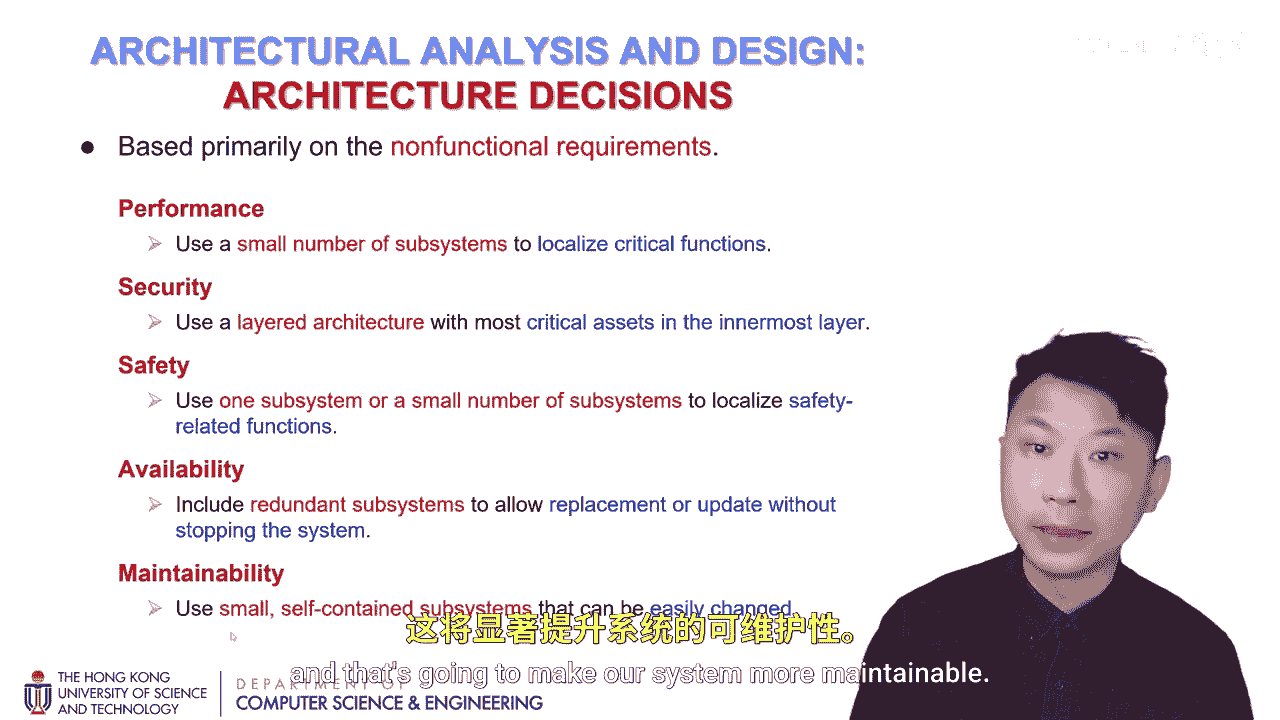 ARCHITECTURAL ANALYSIS AND DESIGN:
ARCHITECTURE DECISIONS
● Based primarily on the nonfunctional requirements.
Performance
➢ Use a small number of subsystems to localize critical functions.
Security
➢ Use a layered architecture with most critical assets in the innermost layer.
Safety
➢ Use one subsystem or a small number of subsystems to localize safety-
related functions.
Availability
➢ Include redundant subsystems to allow replacement or update without
stopping the system.
Maintainability
➢ Use small, self-contained subsystems that can be easily changed.
这将显著提升系统的可维护性。
and that's going to make our system more maintainable.
THE HONG KONG
UNIVERSITY OF SCIENCE
AND TECHNOLOGY
DEPARTMENT OF
COMPUTER SCIENCE & ENGINEERING